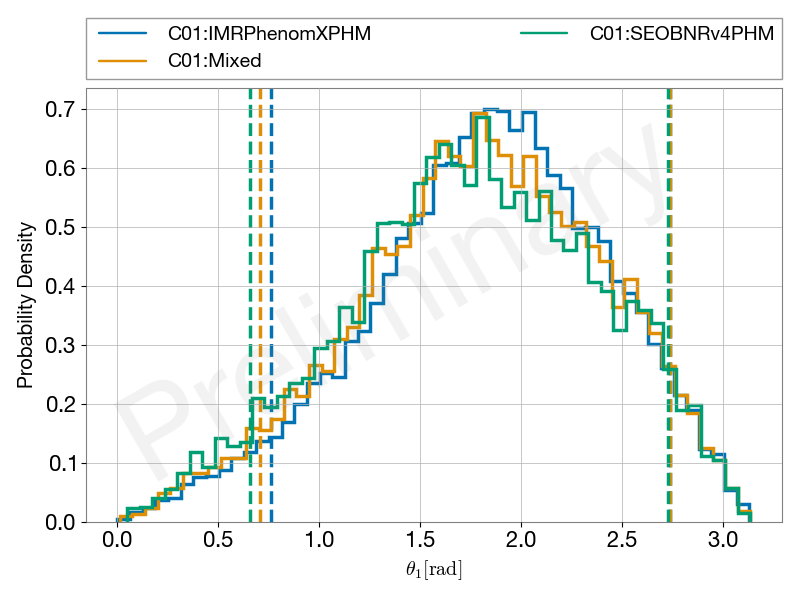 C01:IMRPhenomXPHM
C01:Mixed
C01:SEOBNRv4PHM
Preliminary
Probability Density
0.7
0.6
0.5
0.4
0.3
0.2
0.1
0.0
0.0 0.5 1.0 1.5 2.0 2.5 3.0
θ₁[rad]